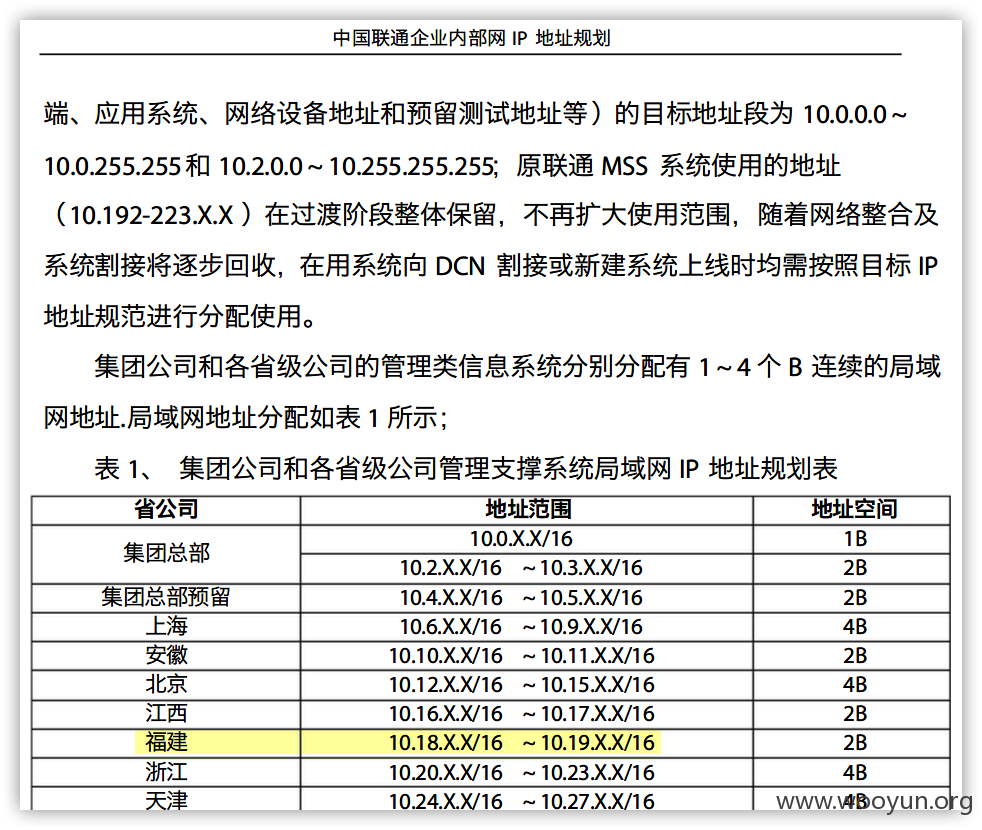 中国联通企业内部网 IP 地址规划
端、应用系统、网络设备地址和预留测试地址等）的目标地址段为 10.0.0.0～
10.0.255.255 和 10.2.0.0～10.255.255.255；原联通 MSS 系统使用的地址
（10.192-223.X.X ）在过渡阶段整体保留，不再扩大使用范围，随着网络整合及
系统割接将逐步回收，在用系统向 DCN 割接或新建系统上线时均需按照目标 IP
地址规范进行分配使用。
集团公司和各省级公司的管理类信息系统分别分配有 1～4 个 B 连续的局域
网地址.局域网地址分配如表 1 所示；
表 1、 集团公司和各省级公司管理支撑系统局域网 IP 地址规划表
省公司 地址范围 地址空间
集团总部 10.0.X.X/16 1B
10.2.X.X/16 ～10.3.X.X/16 2B
集团总部预留 10.4.X.X/16 ～10.5.X.X/16 2B
上海 10.6.X.X/16 ～10.9.X.X/16 4B
安徽 10.10.X.X/16 ～10.11.X.X/16 2B
北京 10.12.X.X/16 ～10.15.X.X/16 4B
江西 10.16.X.X/16 ～10.17.X.X/16 2B
福建 10.18.X.X/16 ～10.19.X.X/16 2B
浙江 10.20.X.X/16 ～10.23.X.X/16 4B
天津 10.24.X.X/16 ～10.27.X.X/16 4B